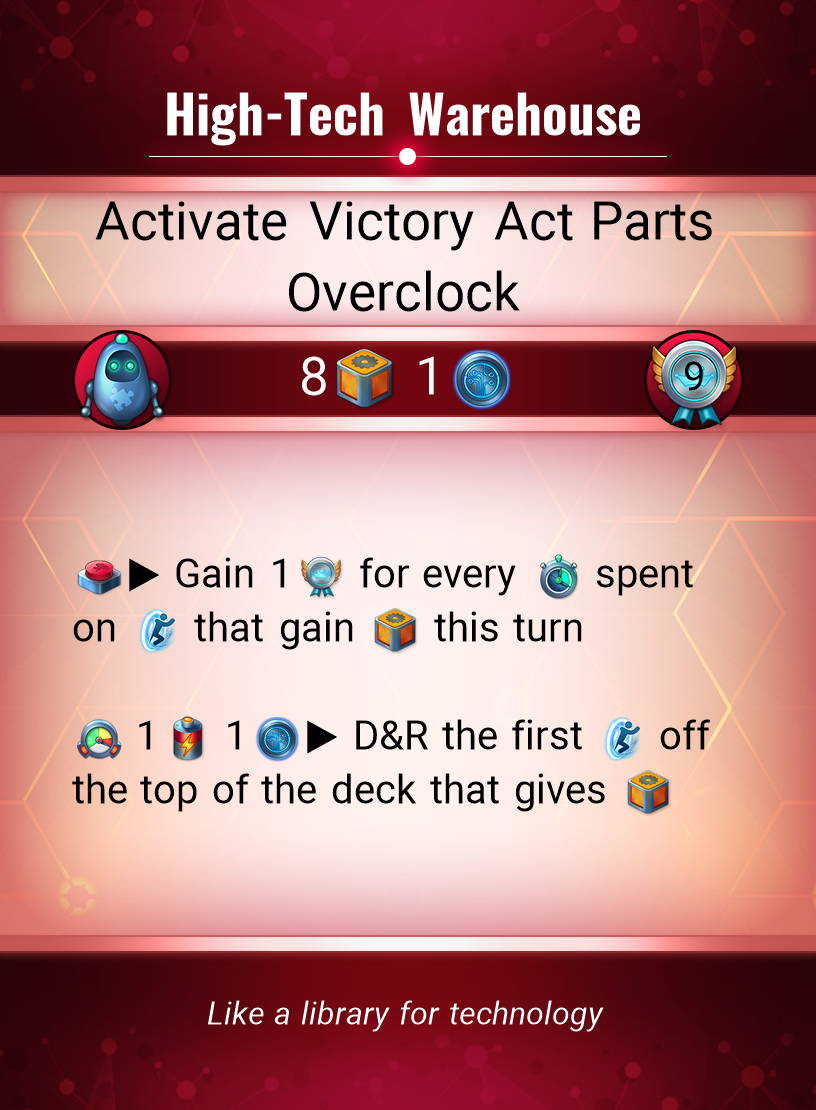 High-Tech Warehouse
Activate Victory Act Parts
Overclock
8 1 9
▶ Gain 1 for every spent
on that gain this turn
1 1 ▶ D&R the first off
the top of the deck that gives
Like a library for technology